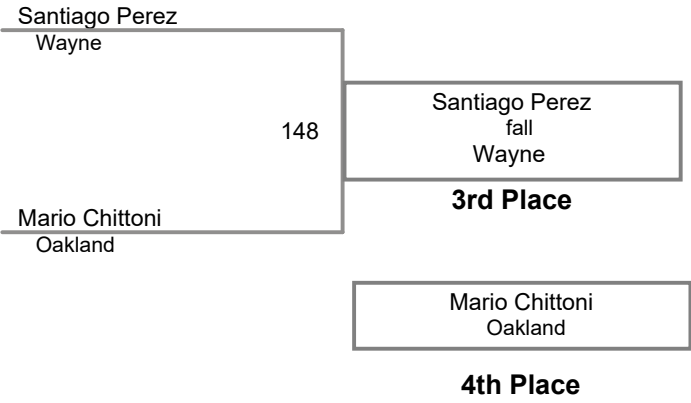 Santiago Perez
Wayne
148
Santiago Perez
fall
Wayne
3rd Place
Mario Chittoni
Oakland
Mario Chittoni
Oakland
4th Place